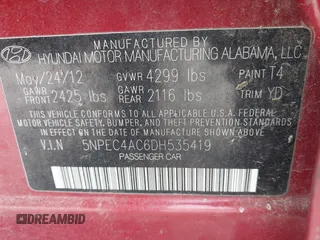 MANUFACTURED BY
HYUNDAI MOTOR MANUFACTURING ALABAMA, LLC
May/24/12 GVWR 4299 lbs PAINT T4
GAWR FRONT 2425 lbs GAWR REAR 2116 lbs TRIM YD
THIS VEHICLE CONFORMS TO ALL APPLICABLE U.S.A. FEDERAL
MOTOR VEHICLE SAFETY, BUMPER, AND THEFT PREVENTION
STANDARDS IN EFFECT ON THE DATE OF MANUFACTURE SHOWN ABOVE.
V.I.N 5NPEC4AC6DH535419
PASSENGER CAR
DREAMBID